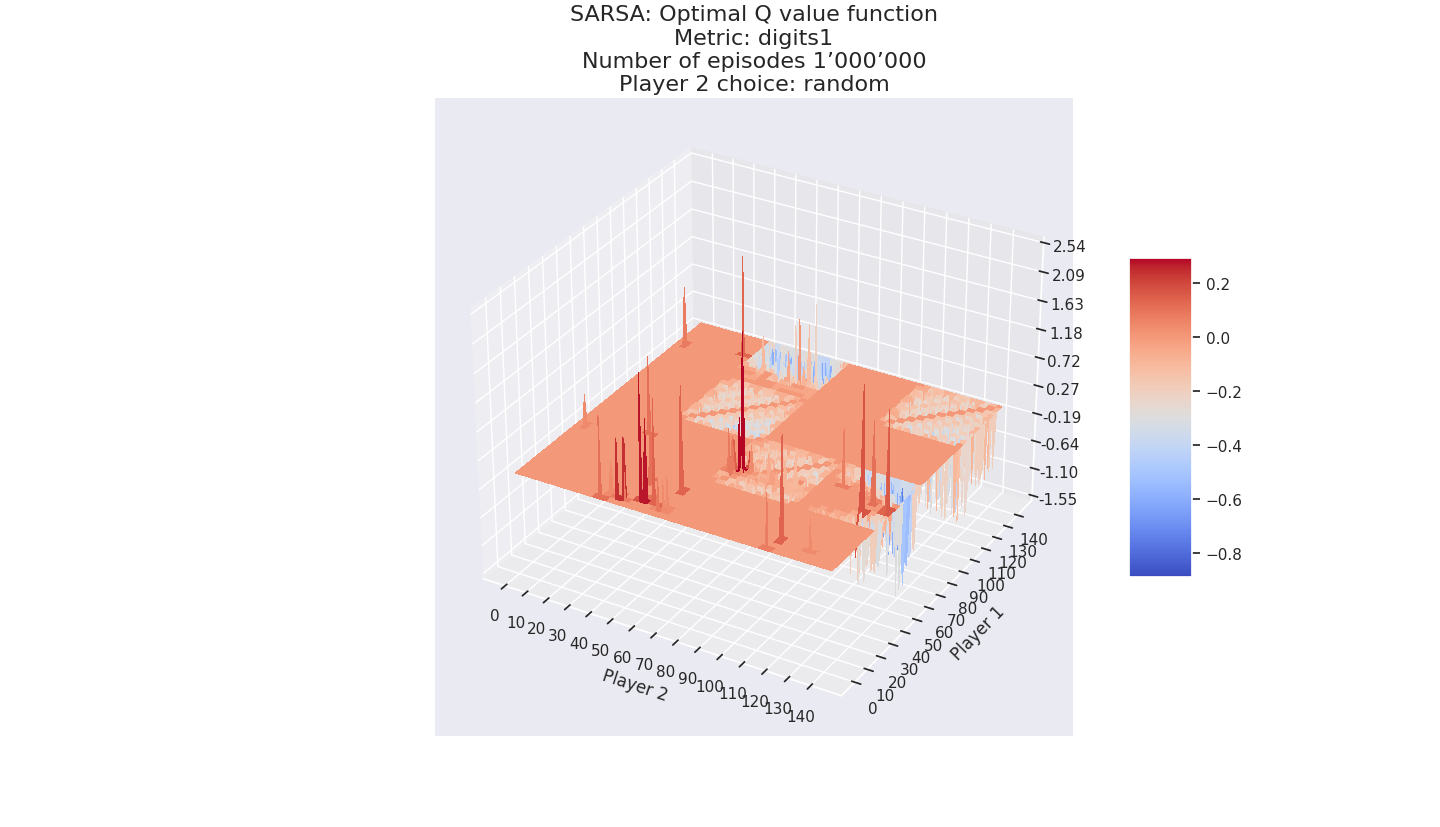 SARSA: Optimal Q value function
Metric: digits1
Number of episodes 1’000’000
Player 2 choice: random
2.54
2.09
1.63
1.18
0.72
0.27
-0.19
-0.64
-1.10
-1.55
0.2
0.0
−0.2
−0.4
−0.6
−0.8
0 10 20 30 40 50 60 70 80 90 100 110 120 130 140
Player 2
0 10 20 30 40 50 60 70 80 90 100 110 120 130 140
Player 1